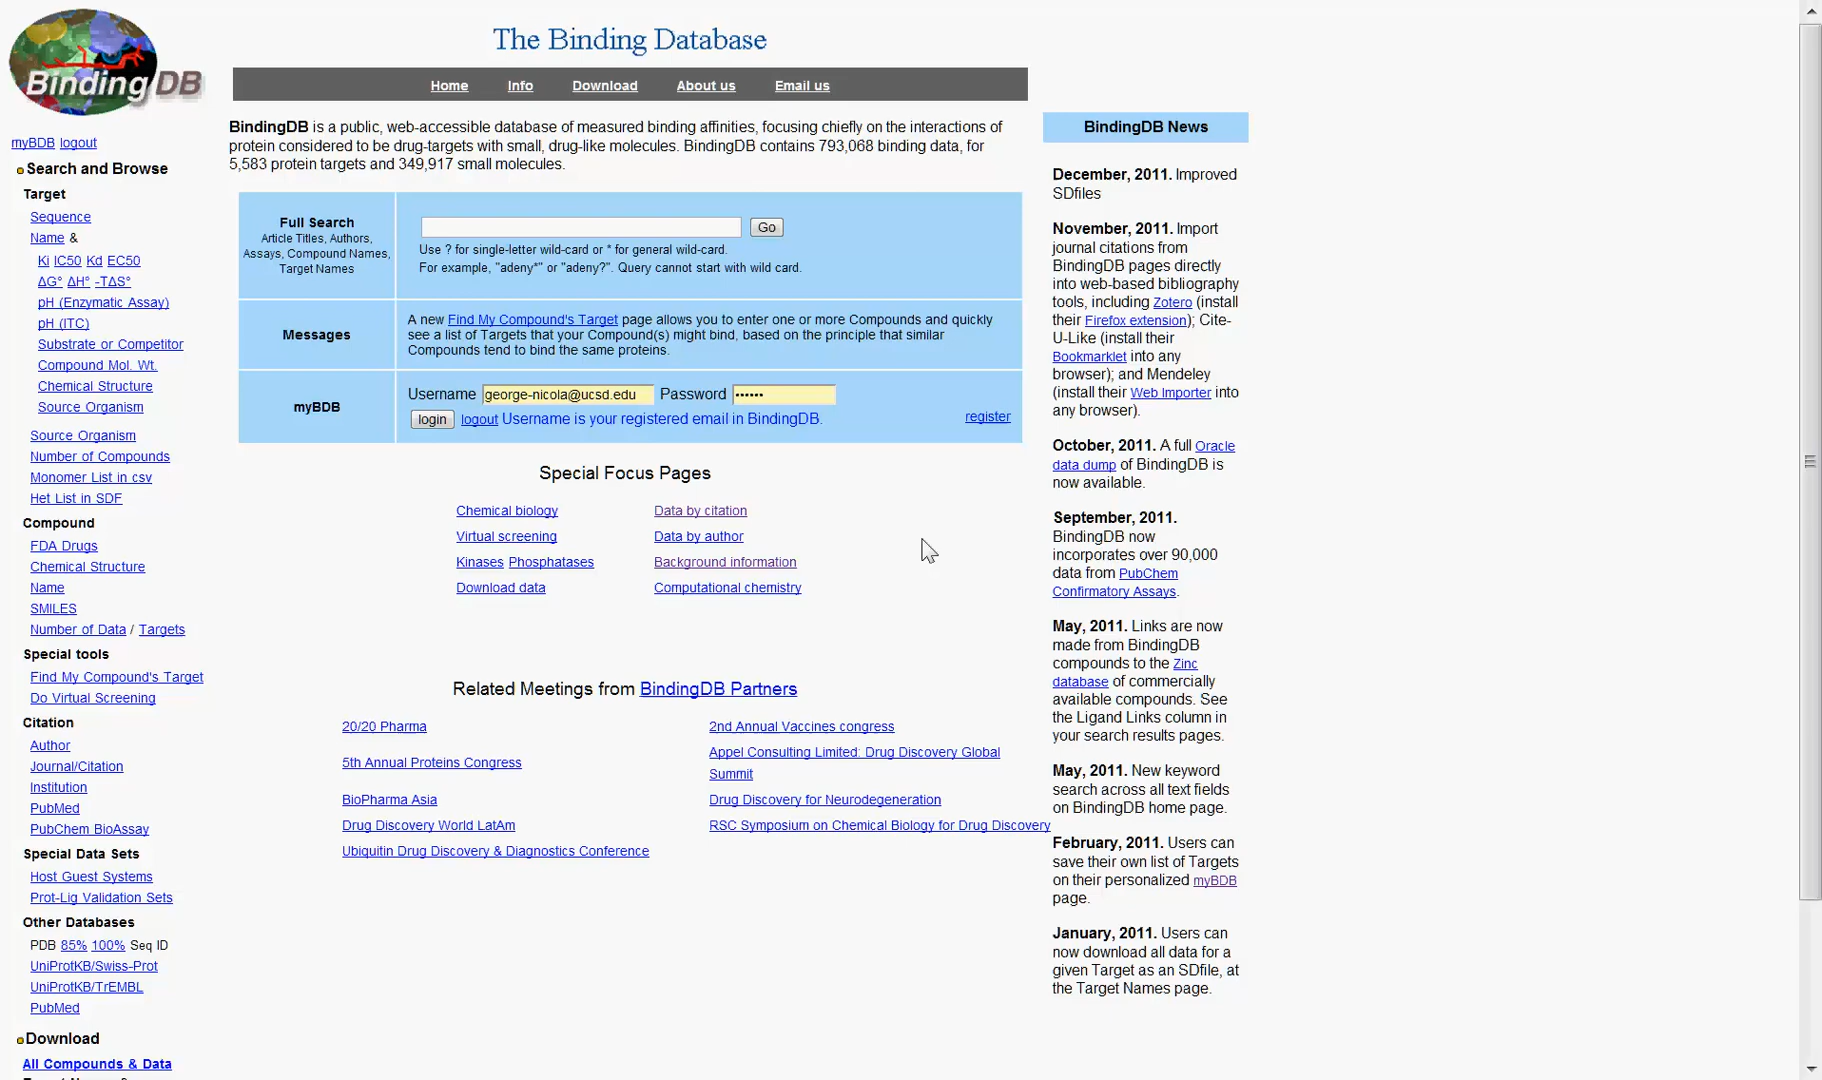 BindingDB
The Binding Database
Home Info Download About us Email us
myBDB logout
Search and Browse
Target
Sequence
Name &
Ki IC50 Kd EC50
ΔG° ΔH° -TΔS°
pH (Enzymatic Assay)
pH (ITC)
Substrate or Competitor
Compound Mol. Wt.
Chemical Structure
Source Organism
Source Organism
Number of Compounds
Monomer List in csv
Het List in SDF
Compound
FDA Drugs
Chemical Structure
Name
SMILES
Number of Data / Targets
Special tools
Find My Compound's Target
Do Virtual Screening
Citation
Author
Journal/Citation
Institution
PubMed
PubChem BioAssay
Special Data Sets
Host Guest Systems
Prot-Lig Validation Sets
Other Databases
PDB 85% 100% Seq ID
UniProtKB/Swiss-Prot
UniProtKB/TrEMBL
PubMed
Download
All Compounds & Data
BindingDB is a public, web-accessible database of measured binding affinities, focusing chiefly on the interactions of
protein considered to be drug-targets with small, drug-like molecules. BindingDB contains 793,068 binding data, for
5,583 protein targets and 349,917 small molecules.
Full Search
Article Titles, Authors,
Assays, Compound Names,
Target Names
Go
Use ? for single-letter wild-card or * for general wild-card.
For example, "adeny*" or "adeny?". Query cannot start with wild card.
Messages
A new Find My Compound's Target page allows you to enter one or more Compounds and quickly
see a list of Targets that your Compound(s) might bind, based on the principle that similar
Compounds tend to bind the same proteins.
myBDB
Username george-nicola@ucsd.edu Password ••••••
login logout Username is your registered email in BindingDB. register
Special Focus Pages
Chemical biology Data by citation
Virtual screening Data by author
Kinases Phosphatases Background information
Download data Computational chemistry
Related Meetings from BindingDB Partners
20/20 Pharma 2nd Annual Vaccines congress
5th Annual Proteins Congress Appel Consulting Limited: Drug Discovery Global
Summit
BioPharma Asia Drug Discovery for Neurodegeneration
Drug Discovery World LatAm RSC Symposium on Chemical Biology for Drug Discovery
Ubiquitin Drug Discovery & Diagnostics Conference
BindingDB News
December, 2011. Improved
SDfiles
November, 2011. Import
journal citations from
BindingDB pages directly
into web-based bibliography
tools, including Zotero (install
their Firefox extension); Cite-
U-Like (install their
Bookmarklet into any
browser); and Mendeley
(install their Web Importer into
any browser).
October, 2011. A full Oracle
data dump of BindingDB is
now available.
September, 2011.
BindingDB now
incorporates over 90,000
data from PubChem
Confirmatory Assays.
May, 2011. Links are now
made from BindingDB
compounds to the Zinc
database of commercially
available compounds. See
the Ligand Links column in
your search results pages.
May, 2011. New keyword
search across all text fields
on BindingDB home page.
February, 2011. Users can
save their own list of Targets
on their personalized myBDB
page.
January, 2011. Users can
now download all data for a
given Target as an SDfile, at
the Target Names page.